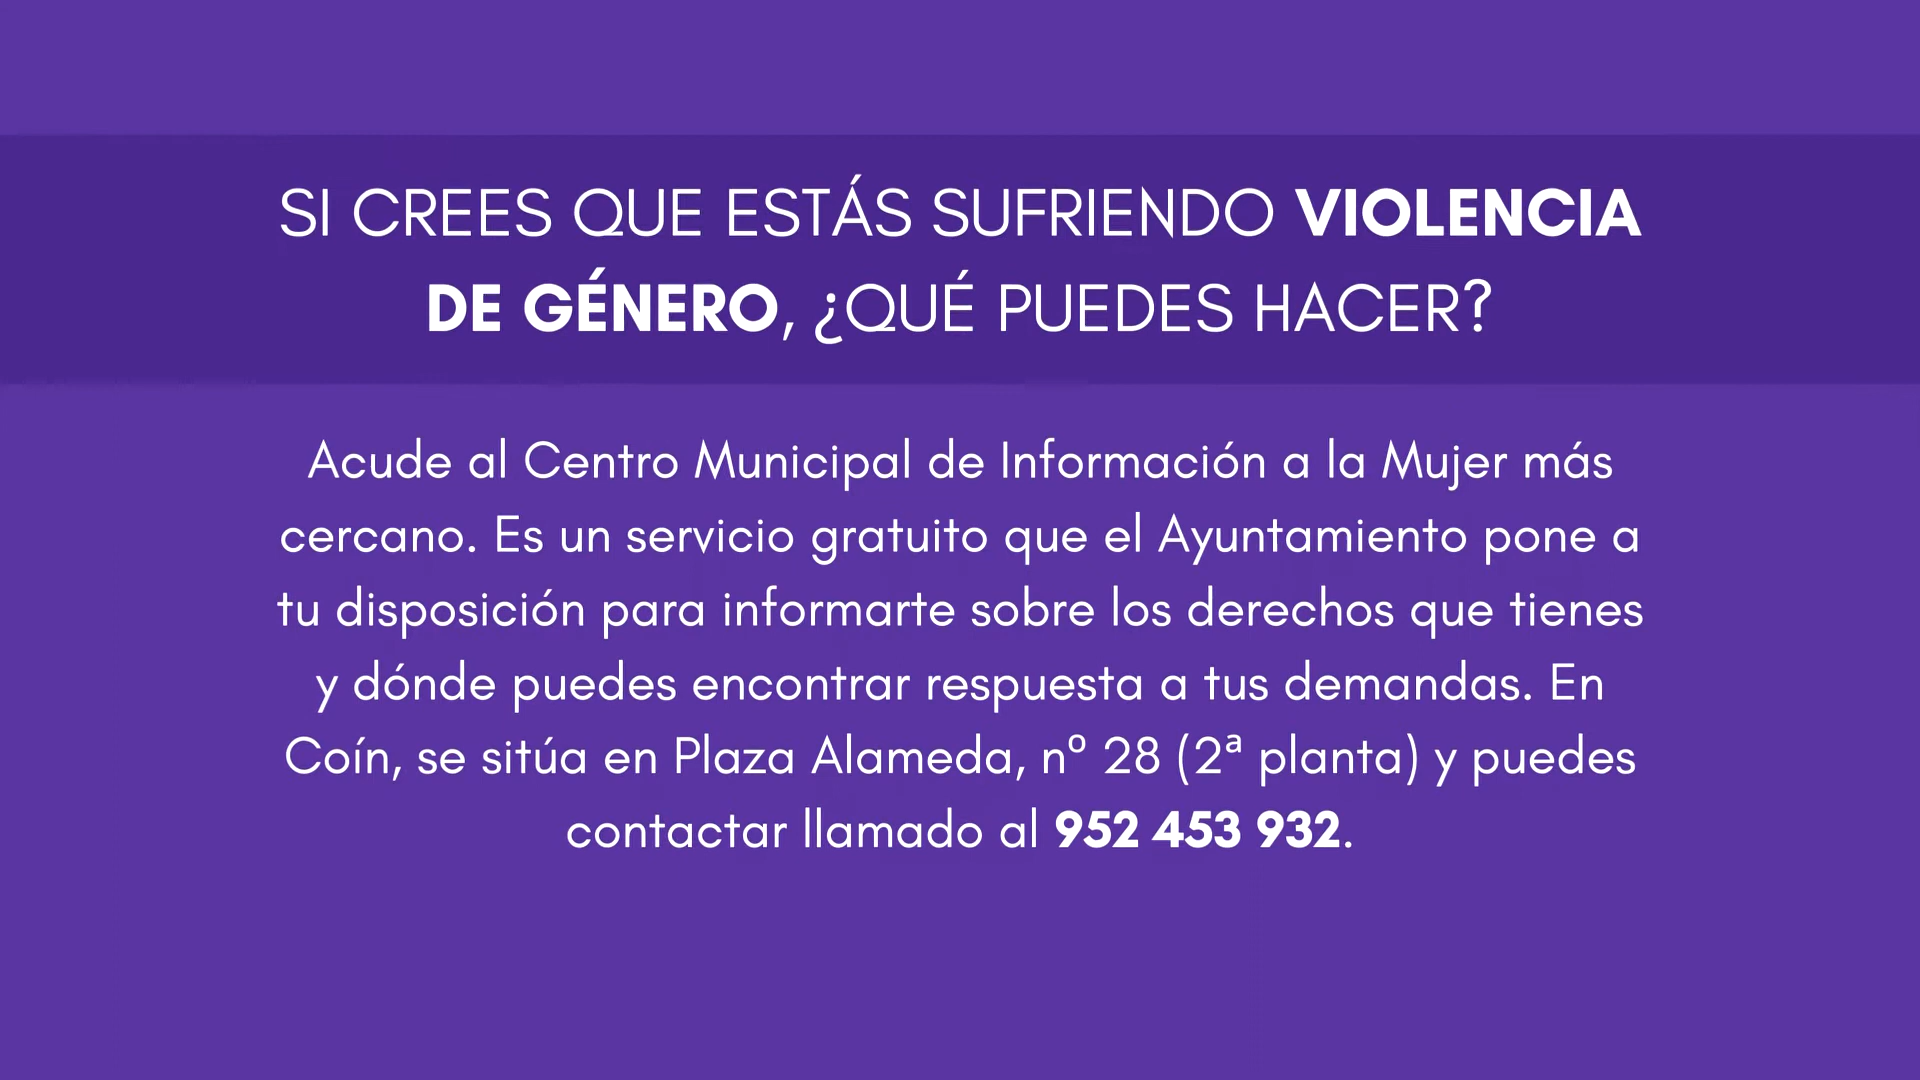 SI CREES QUE ESTÁS SUFRIENDO VIOLENCIA
DE GÉNERO, ¿QUÉ PUEDES HACER?
Acude al Centro Municipal de Información a la Mujer más
cercano. Es un servicio gratuito que el Ayuntamiento pone a
tu disposición para informarte sobre los derechos que tienes
y dónde puedes encontrar respuesta a tus demandas. En
Coín, se sitúa en Plaza Alameda, nº 28 (2ª planta) y puedes
contactar llamado al 952 453 932.